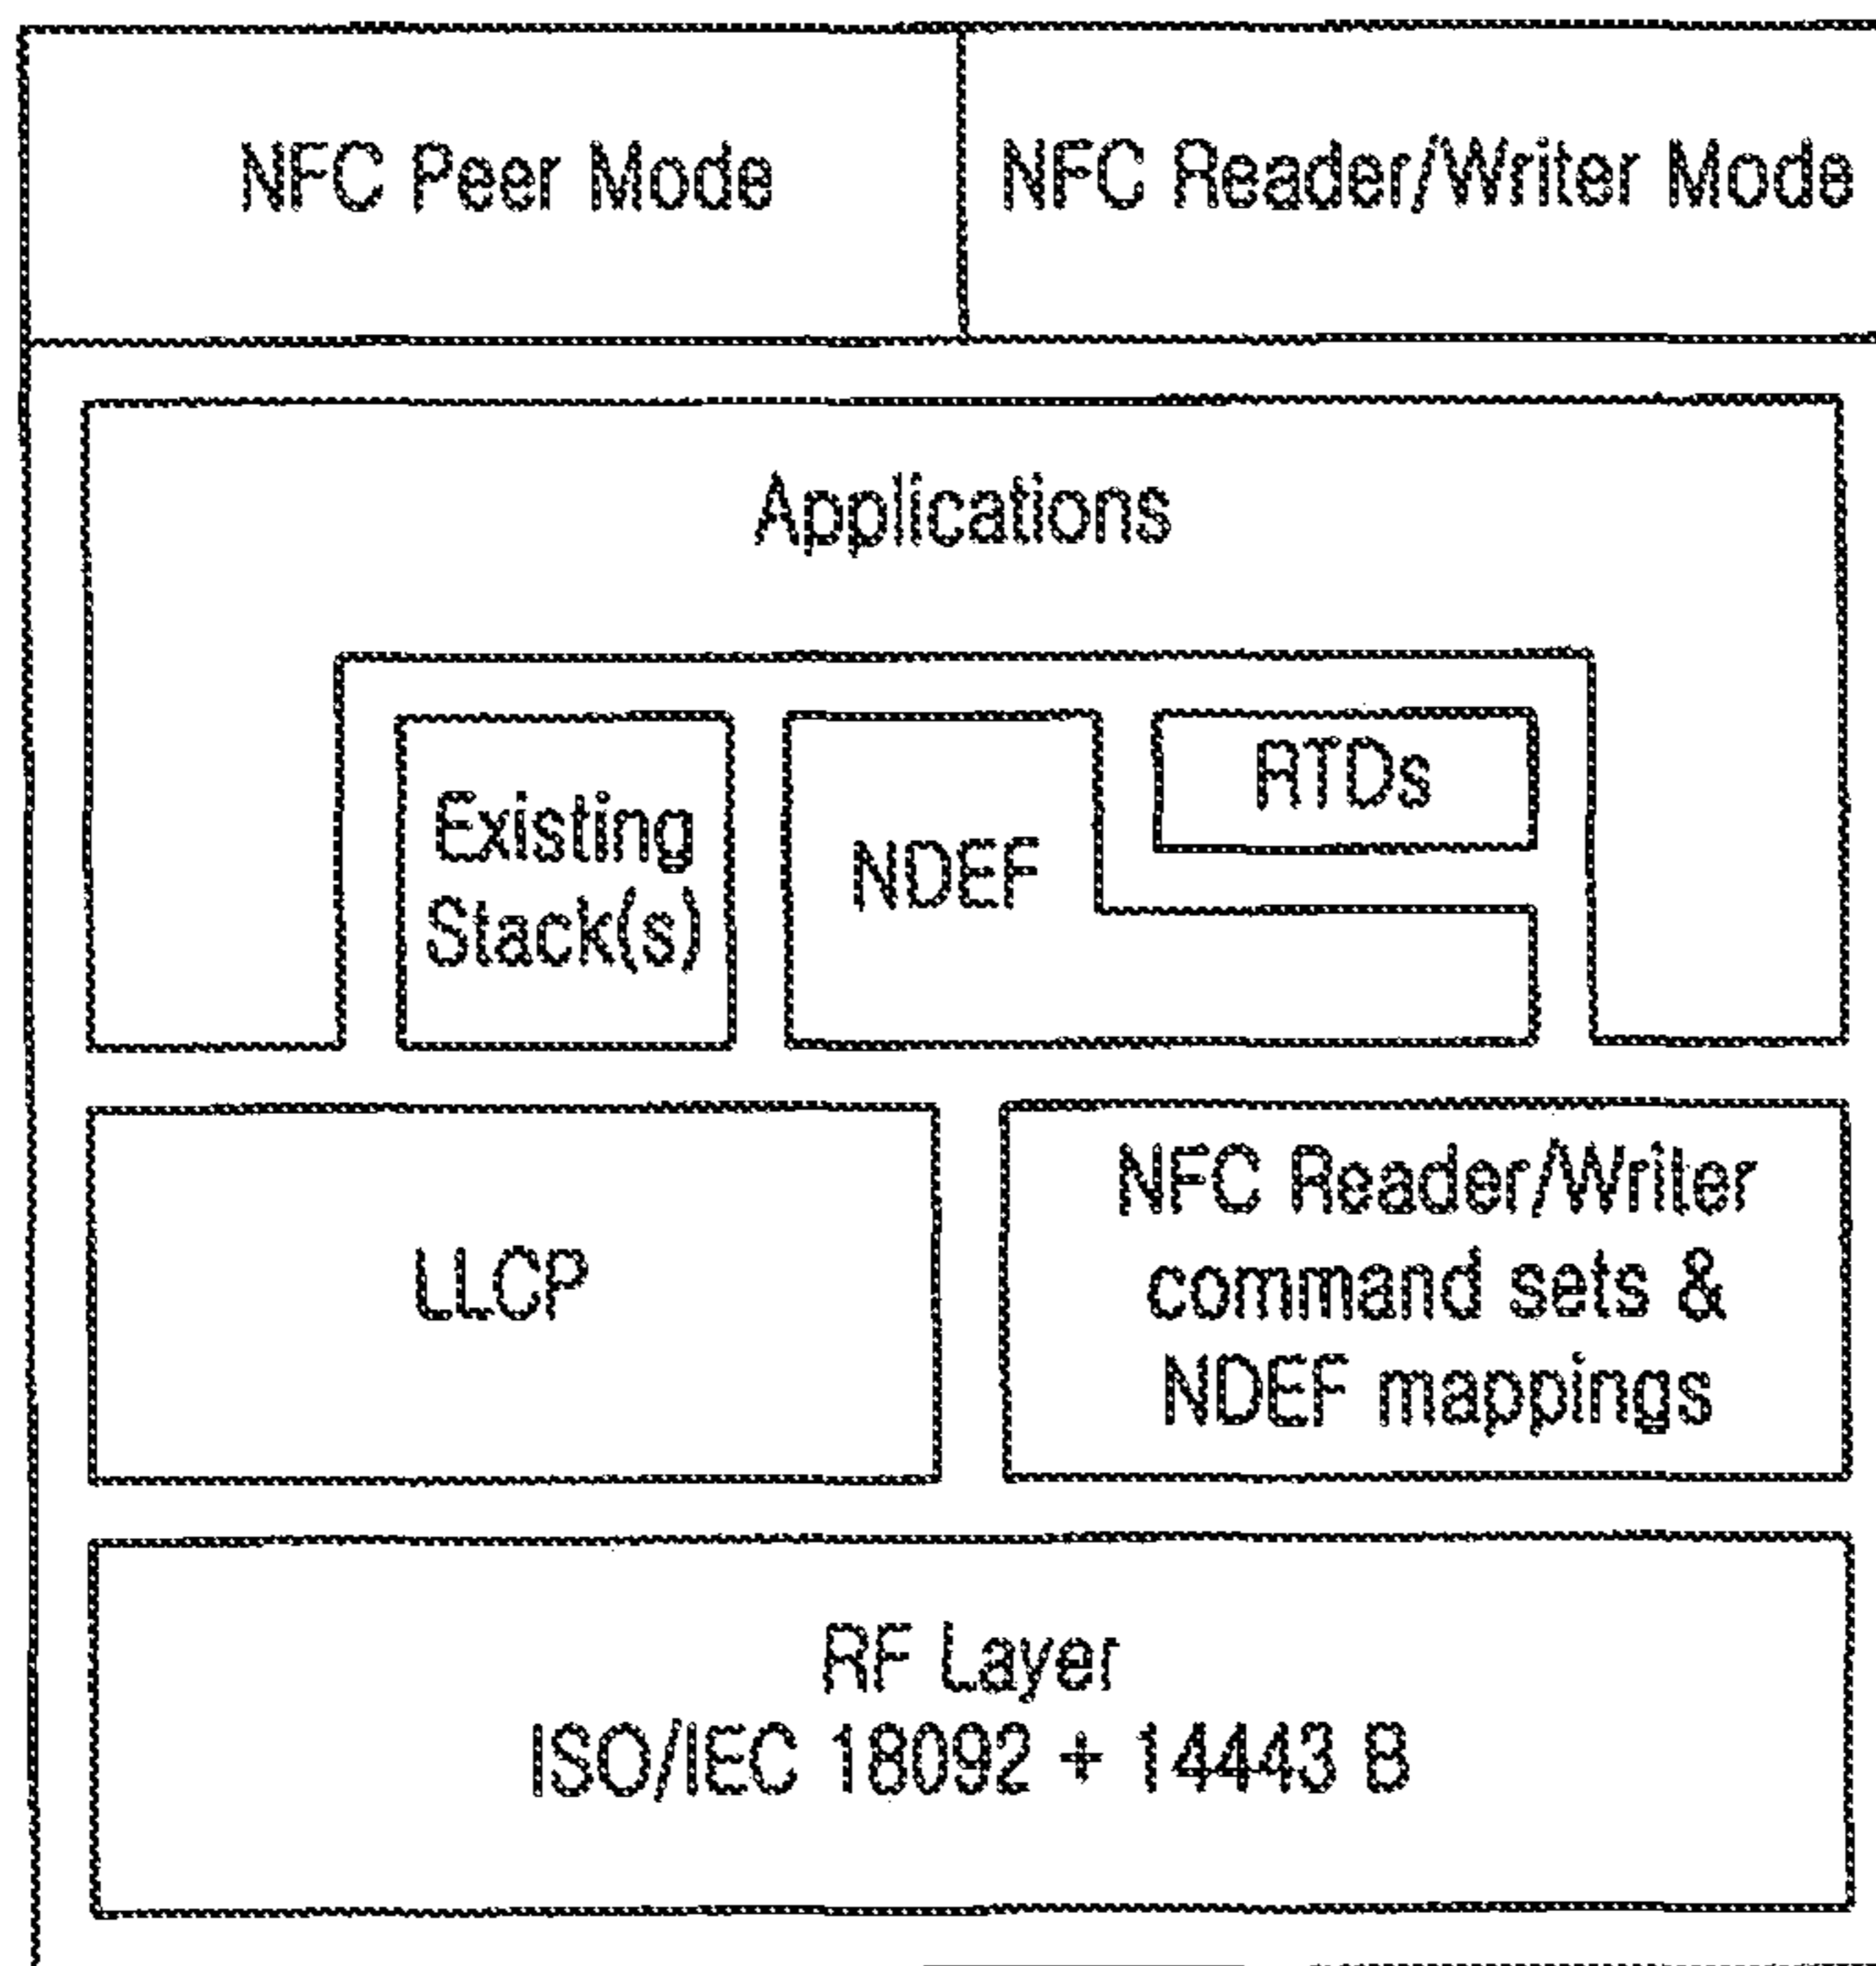 NFC Peer Mode
NFC Reader/Writer Mode
Applications
Existing
Stack(s)
NDEF
RTDs
LLCP
NFC Reader/Writer
command sets &
NDEF mappings
RF Layer
ISO/IEC 18092 + 14443 B